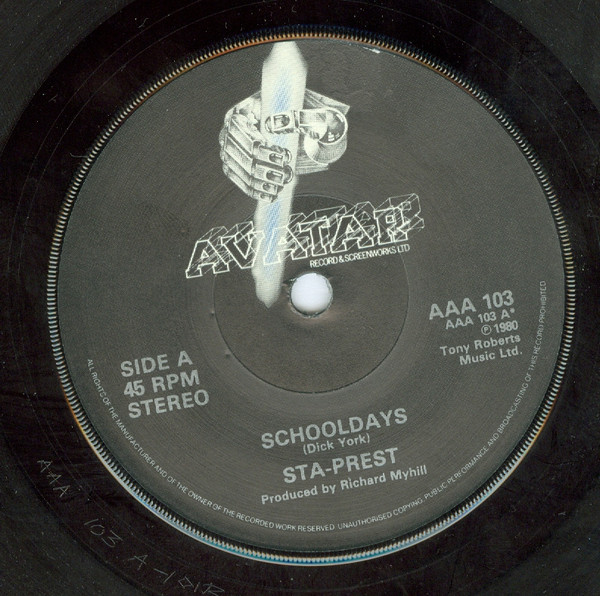 AVATAR
RECORD & SCREENWORKS LTD
SIDE A
45 RPM
STEREO
AAA 103
AAA 103 A*
℗ 1980
Tony Roberts
Music Ltd.
SCHOOLDAYS
(Dick York)
STA-PREST
Produced by Richard Myhill
ALL RIGHTS OF THE MANUFACTURER AND OF THE OWNER OF THE RECORDED WORK RESERVED. UNAUTHORISED COPYING, PUBLIC PERFORMANCE AND BROADCASTING OF THIS RECORD PROHIBITED
AAA 103 A